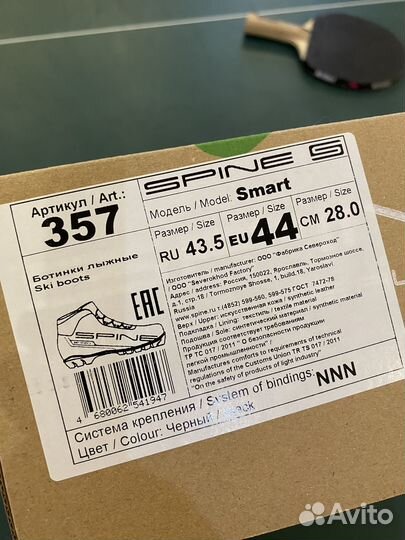 Артикул / Art.:
357
SPINE
Модель / Model: Smart
Размер / Size
RU 43.5
Размер / Size
EU 44
Размер / Size
CM 28.0
Ботинки лыжные
Ski boots
Изготовитель / manufacturer: ООО "Фабрика Североход"
/ OOO "Severokhod Factory"
Адрес / address: Россия, 150022, Ярославль, Тормозное шоссе,
д.1, стр.18 / Tormoznoye Shosse, 1, build.18, Yaroslavl
Russia
www.spine.ru т.(4852) 599-560, 599-575 ГОСТ 7472-78
Верх / Upper: искусственная кожа / synthetic leather
Подкладка / Lining: текстиль / textile material
Подошва / Sole: синтетический материал / synthetic material
Продукция соответствует требованиям
ТР ТС 017 / 2011 " О безопасности продукции
легкой промышленности" /
Manufactures comforts to requirements of technical
regulations of the Customs Union TR TS 017 / 2011
"On the safety of products of light industry"
EAC
SPINE
4 680062 541947
Система крепления / System of bindings: NNN
Цвет / Colour: Черный / Black
Avito